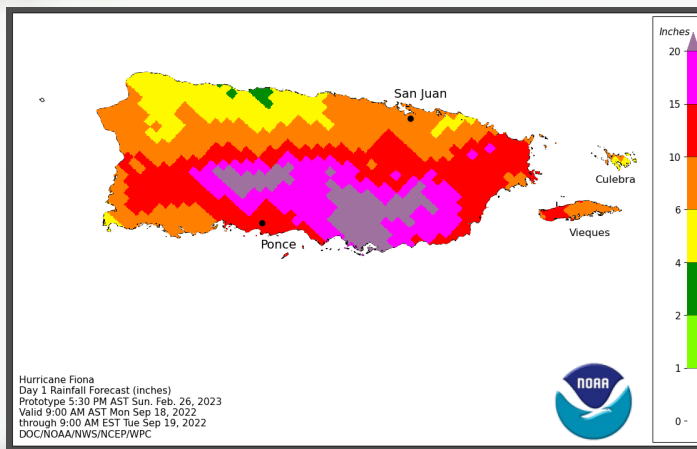 Inches
20
15
10
6
4
2
1
0
San Juan
Culebra
Vieques
Ponce
Hurricane Fiona
Day 1 Rainfall Forecast (inches)
Prototype 5:30 PM AST Sun. Feb. 26, 2023
Valid 9:00 AM AST Mon Sep 18, 2022
through 9:00 AM EST Tue Sep 19, 2022
DOC/NOAA/NWS/NCEP/WPC
NOAA